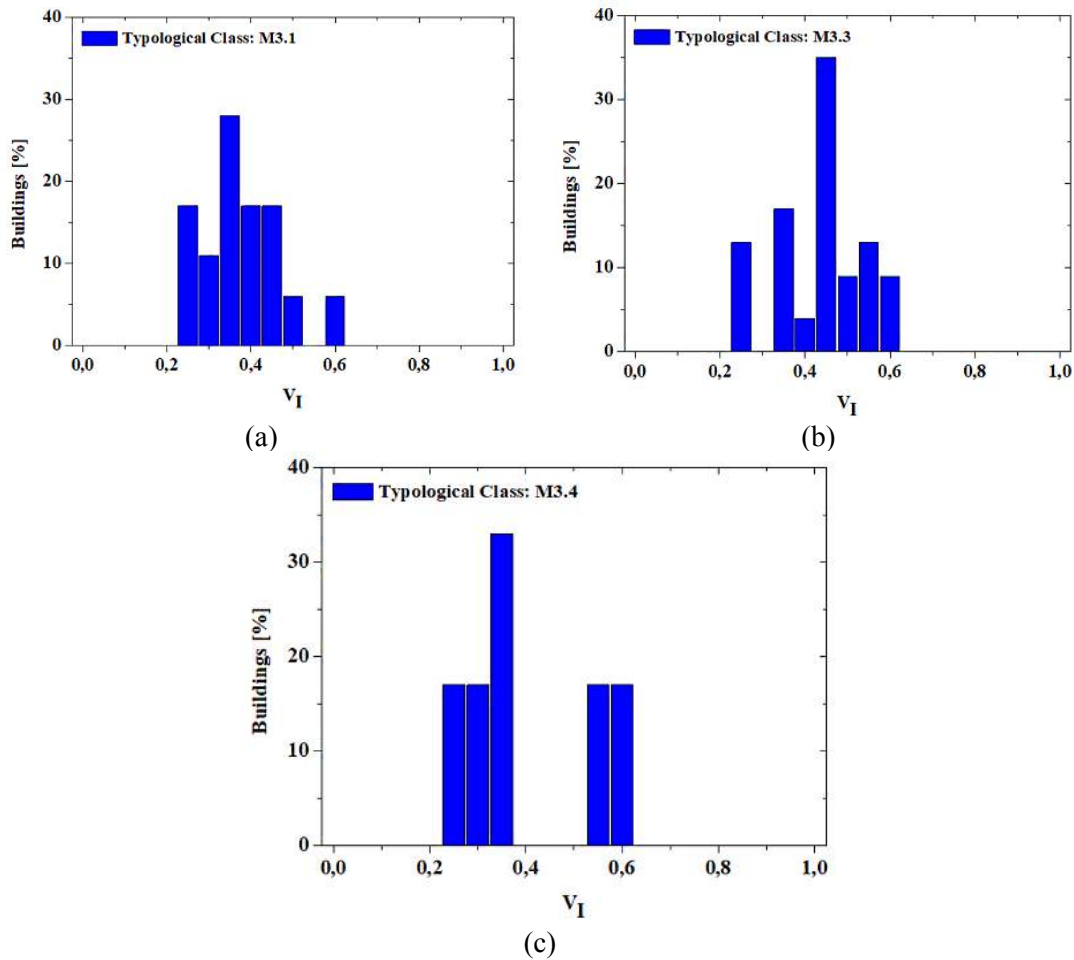 Typological Class: M3.1
Buildings [%]
40
30
20
10
0
0,0 0,2 0,4 0,6 0,8 1,0
VI
(a)
Typological Class: M3.3
Buildings [%]
40
30
20
10
0
0,0 0,2 0,4 0,6 0,8 1,0
VI
(b)
Typological Class: M3.4
Buildings [%]
40
30
20
10
0
0,0 0,2 0,4 0,6 0,8 1,0
VI
(c)